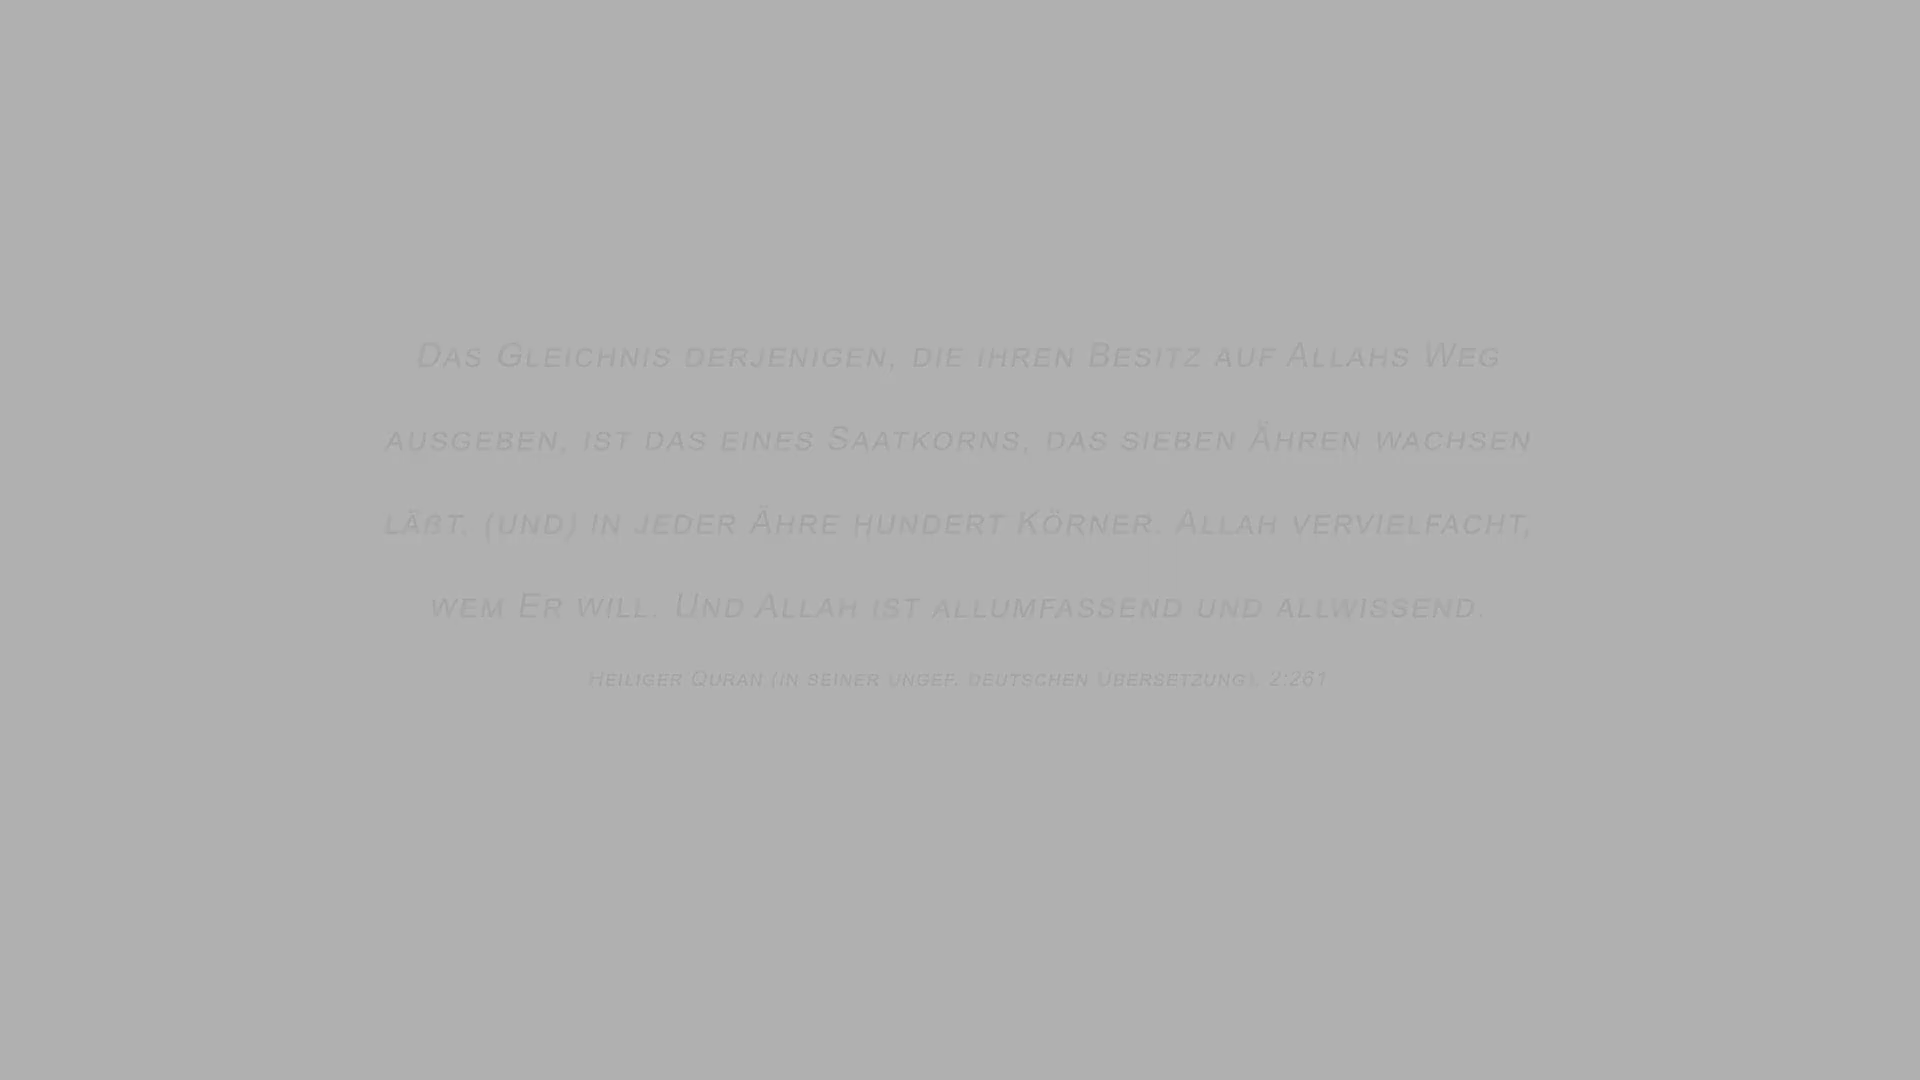 Das Gleichnis derjenigen, die ihren Besitz auf Allahs Weg
ausgeben, ist das eines Saatkorns, das sieben Ähren wachsen
läßt, (und) in jeder Ähre hundert Körner. Allah vervielfacht,
wem Er will. Und Allah ist allumfassend und allwissend.
Heiliger Quran (in seiner ungef. deutschen Übersetzung), 2:261